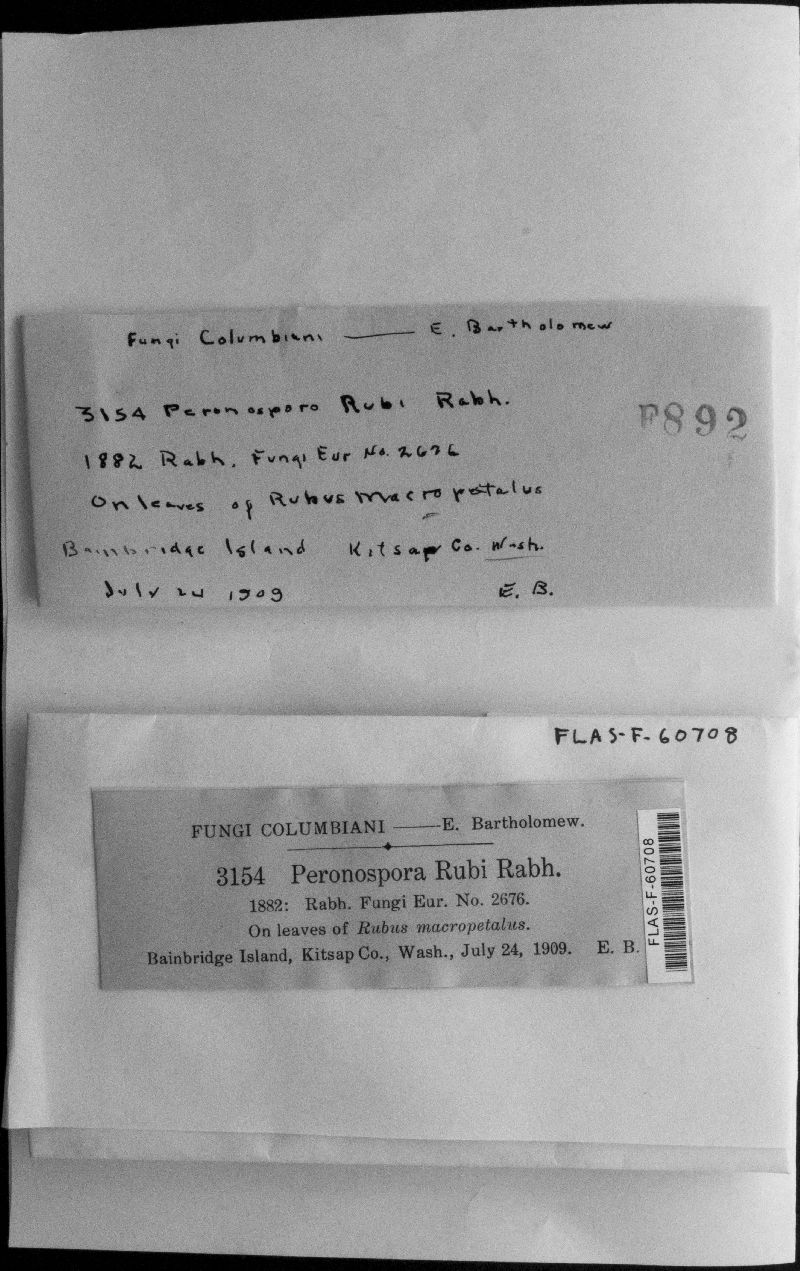 Fungi Columbiani — E. Bartholomew
3154 Peronosporo Rubi Rabh.
F892
1882 Rabh. Fungi Eur No. 2676
On leaves of Rubus macropetalus
Bainbridge Island Kitsap Co. Wash.
July 24 1909 E. B.
FLAS-F-60708
FUNGI COLUMBIANI — E. Bartholomew.
3154 Peronospora Rubi Rabh.
1882: Rabh. Fungi Eur. No. 2676.
On leaves of Rubus macropetalus.
Bainbridge Island, Kitsap Co., Wash., July 24, 1909. E. B.
FLAS-F-60708